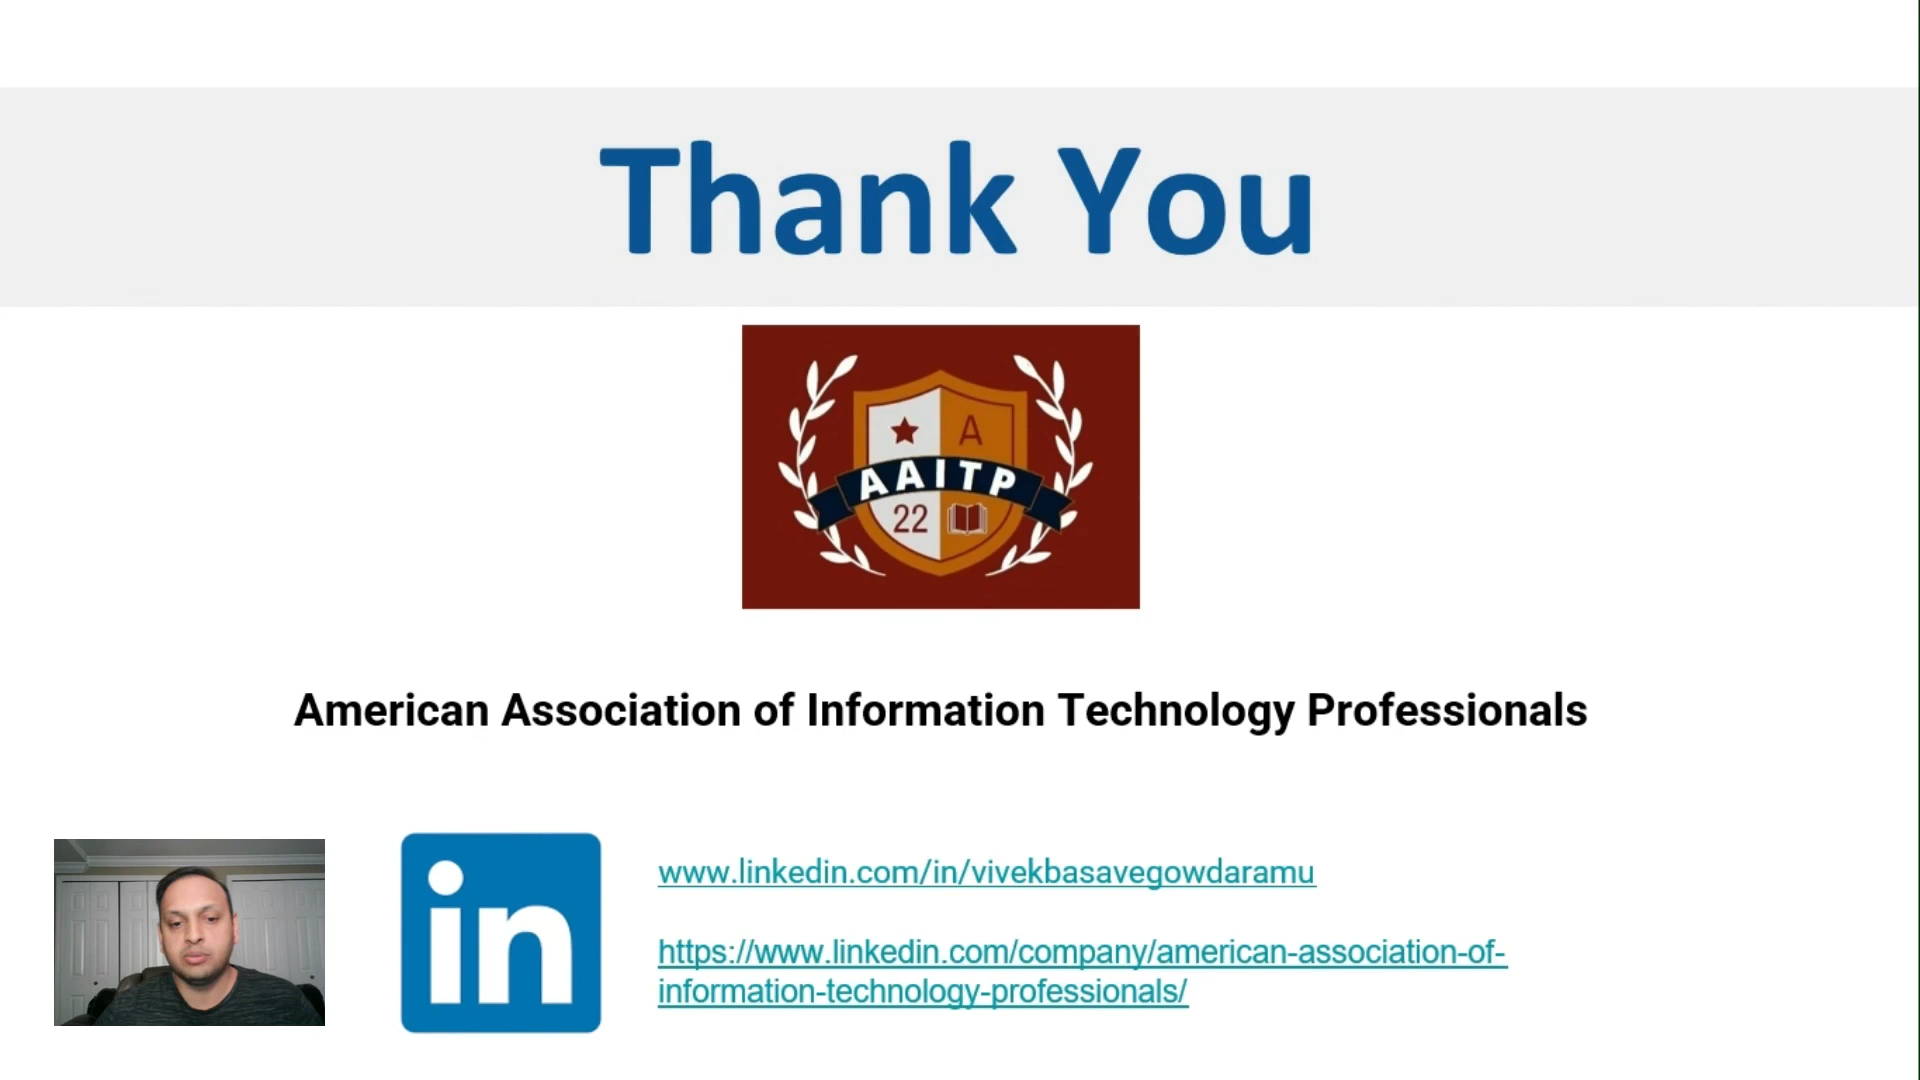 Thank You
A
AAITP
22
American Association of Information Technology Professionals
in
www.linkedin.com/in/vivekbasavegowdaramu
https://www.linkedin.com/company/american-association-of-
information-technology-professionals/